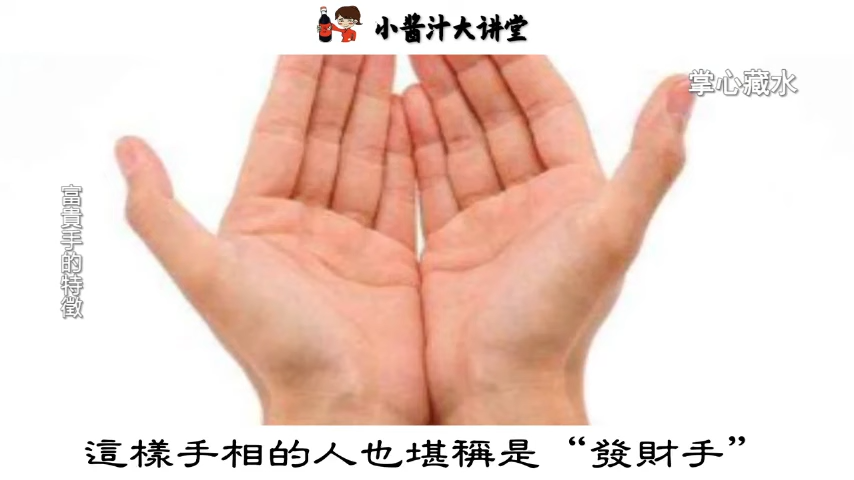 小酱汁大讲堂
掌心藏水
富貴手的特徵
這樣手相的人也堪稱是“發財手”